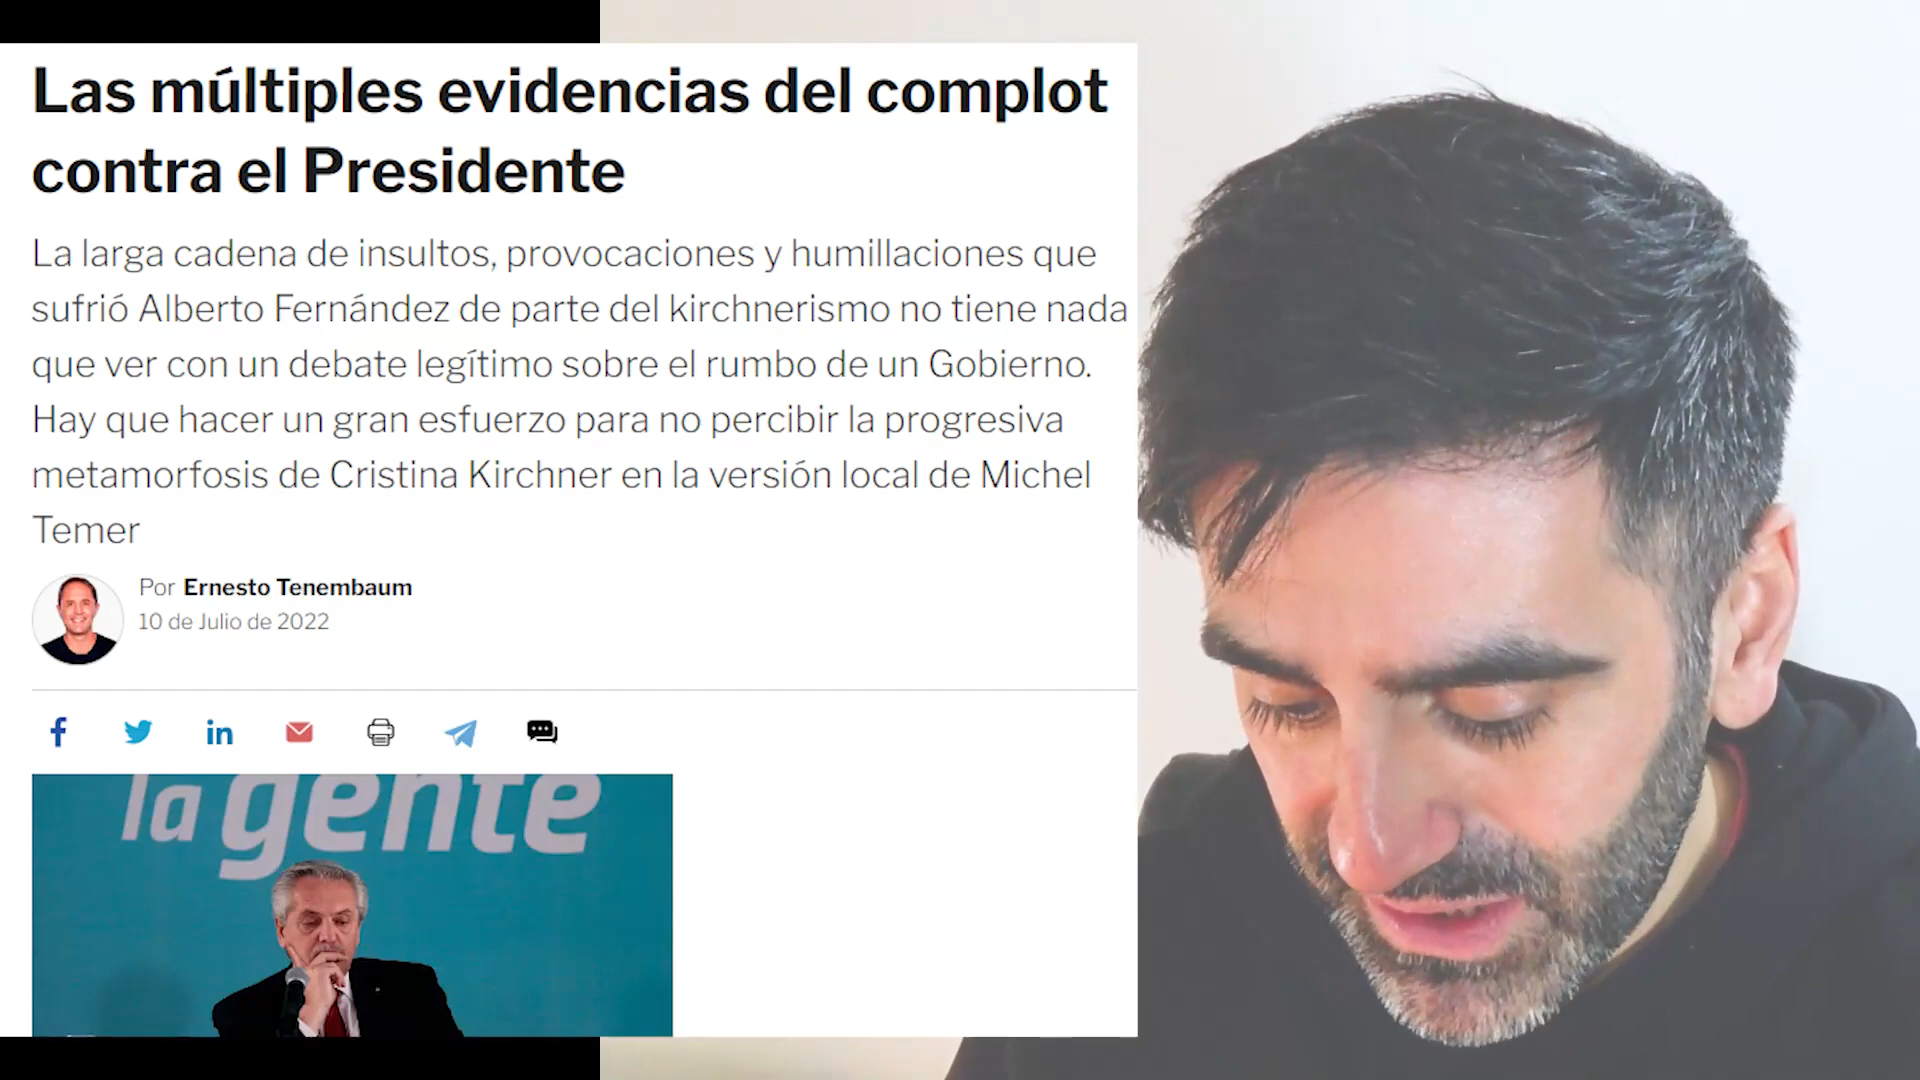 Las múltiples evidencias del complot
contra el Presidente
La larga cadena de insultos, provocaciones y humillaciones que
sufrió Alberto Fernández de parte del kirchnerismo no tiene nada
que ver con un debate legítimo sobre el rumbo de un Gobierno.
Hay que hacer un gran esfuerzo para no percibir la progresiva
metamorfosis de Cristina Kirchner en la versión local de Michel
Temer
Por Ernesto Tenembaum
10 de Julio de 2022
la gente